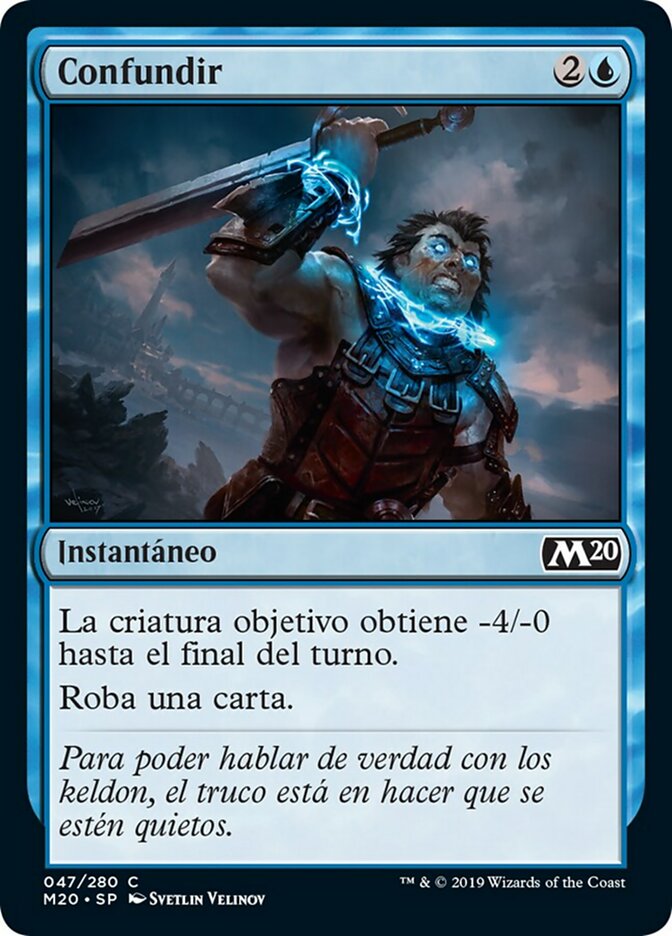 Confundir 2
Velinov
2017
Instantáneo M20
La criatura objetivo obtiene -4/-0
hasta el final del turno.
Roba una carta.
Para poder hablar de verdad con los
keldon, el truco está en hacer que se
estén quietos.
047/280 C ™ & © 2019 Wizards of the Coast
M20 • SP Svetlin Velinov